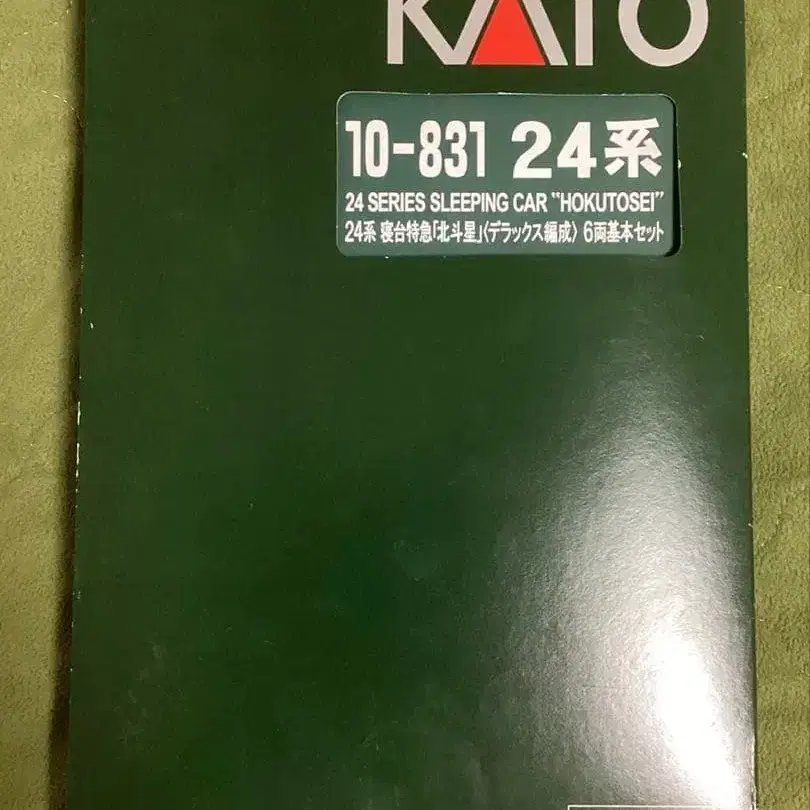 KATO
10-831 24系
24 SERIES SLEEPING CAR "HOKUTOSEI"
24系 寝台特急「北斗星」〈デラックス編成〉 6両基本セット